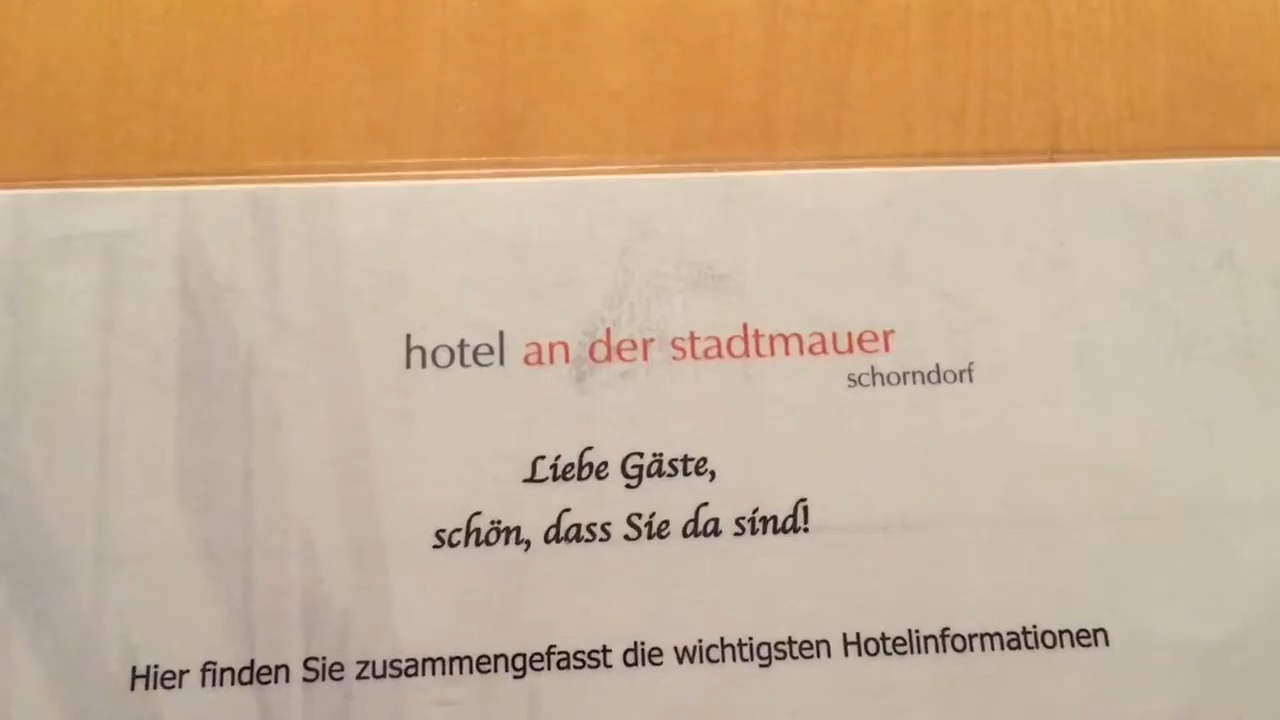 hotel an der stadtmauer
schorndorf
Liebe Gäste,
schön, dass Sie da sind!
Hier finden Sie zusammengefasst die wichtigsten Hotelinformationen